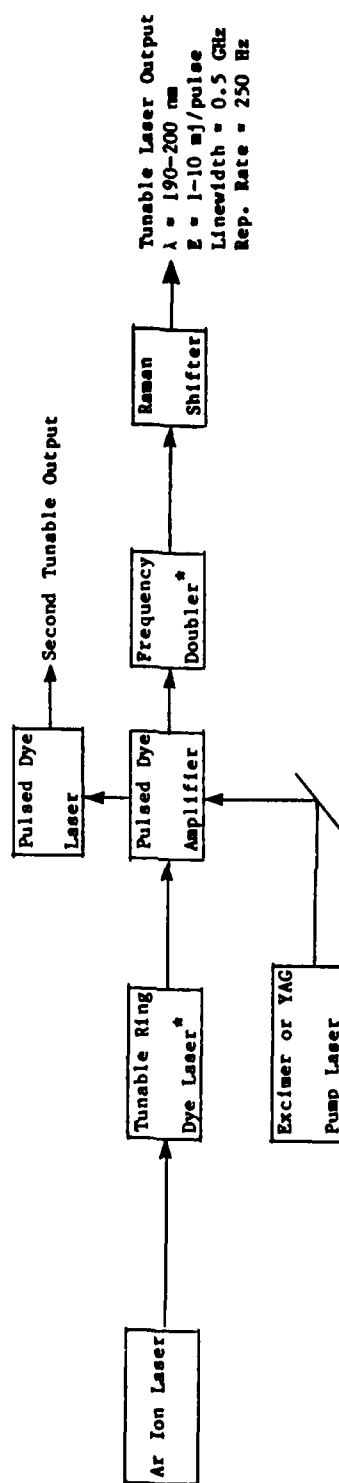 Ar Ion Laser
Tunable Ring
Dye Laser*
Excimer or YAG
Pump Laser
Pulsed Dye
Laser
Second Tunable Output
Pulsed Dye
Amplifier
Frequency
Doubler*
Raman
Shifter
Tunable Laser Output
λ = 190-200 nm
E = 1-10 mj/pulse
Linewidth = 0.5 GHz
Rep. Rate = 250 Hz